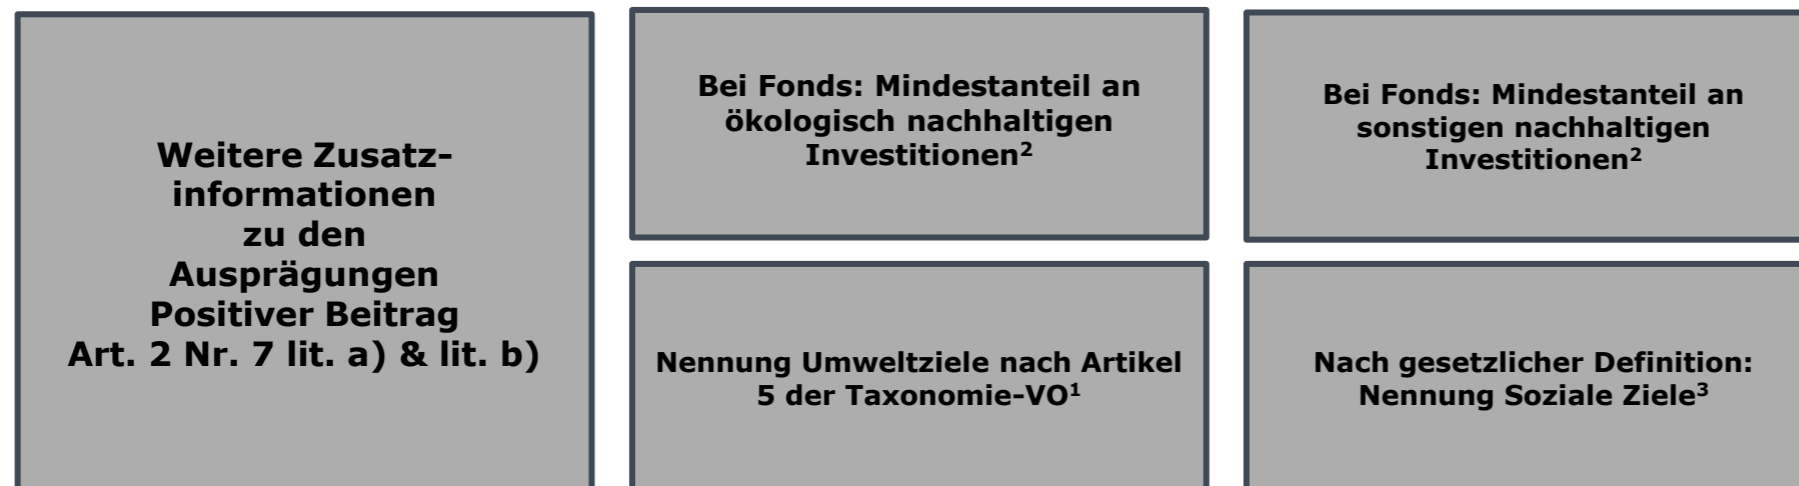 Weitere Zusatz-
informationen
zu den
Ausprägungen
Positiver Beitrag
Art. 2 Nr. 7 lit. a) & lit. b)
Bei Fonds: Mindestanteil an
ökologisch nachhaltigen
Investitionen²
Bei Fonds: Mindestanteil an
sonstigen nachhaltigen
Investitionen²
Nennung Umweltziele nach Artikel
5 der Taxonomie-VO¹
Nach gesetzlicher Definition:
Nennung Soziale Ziele³